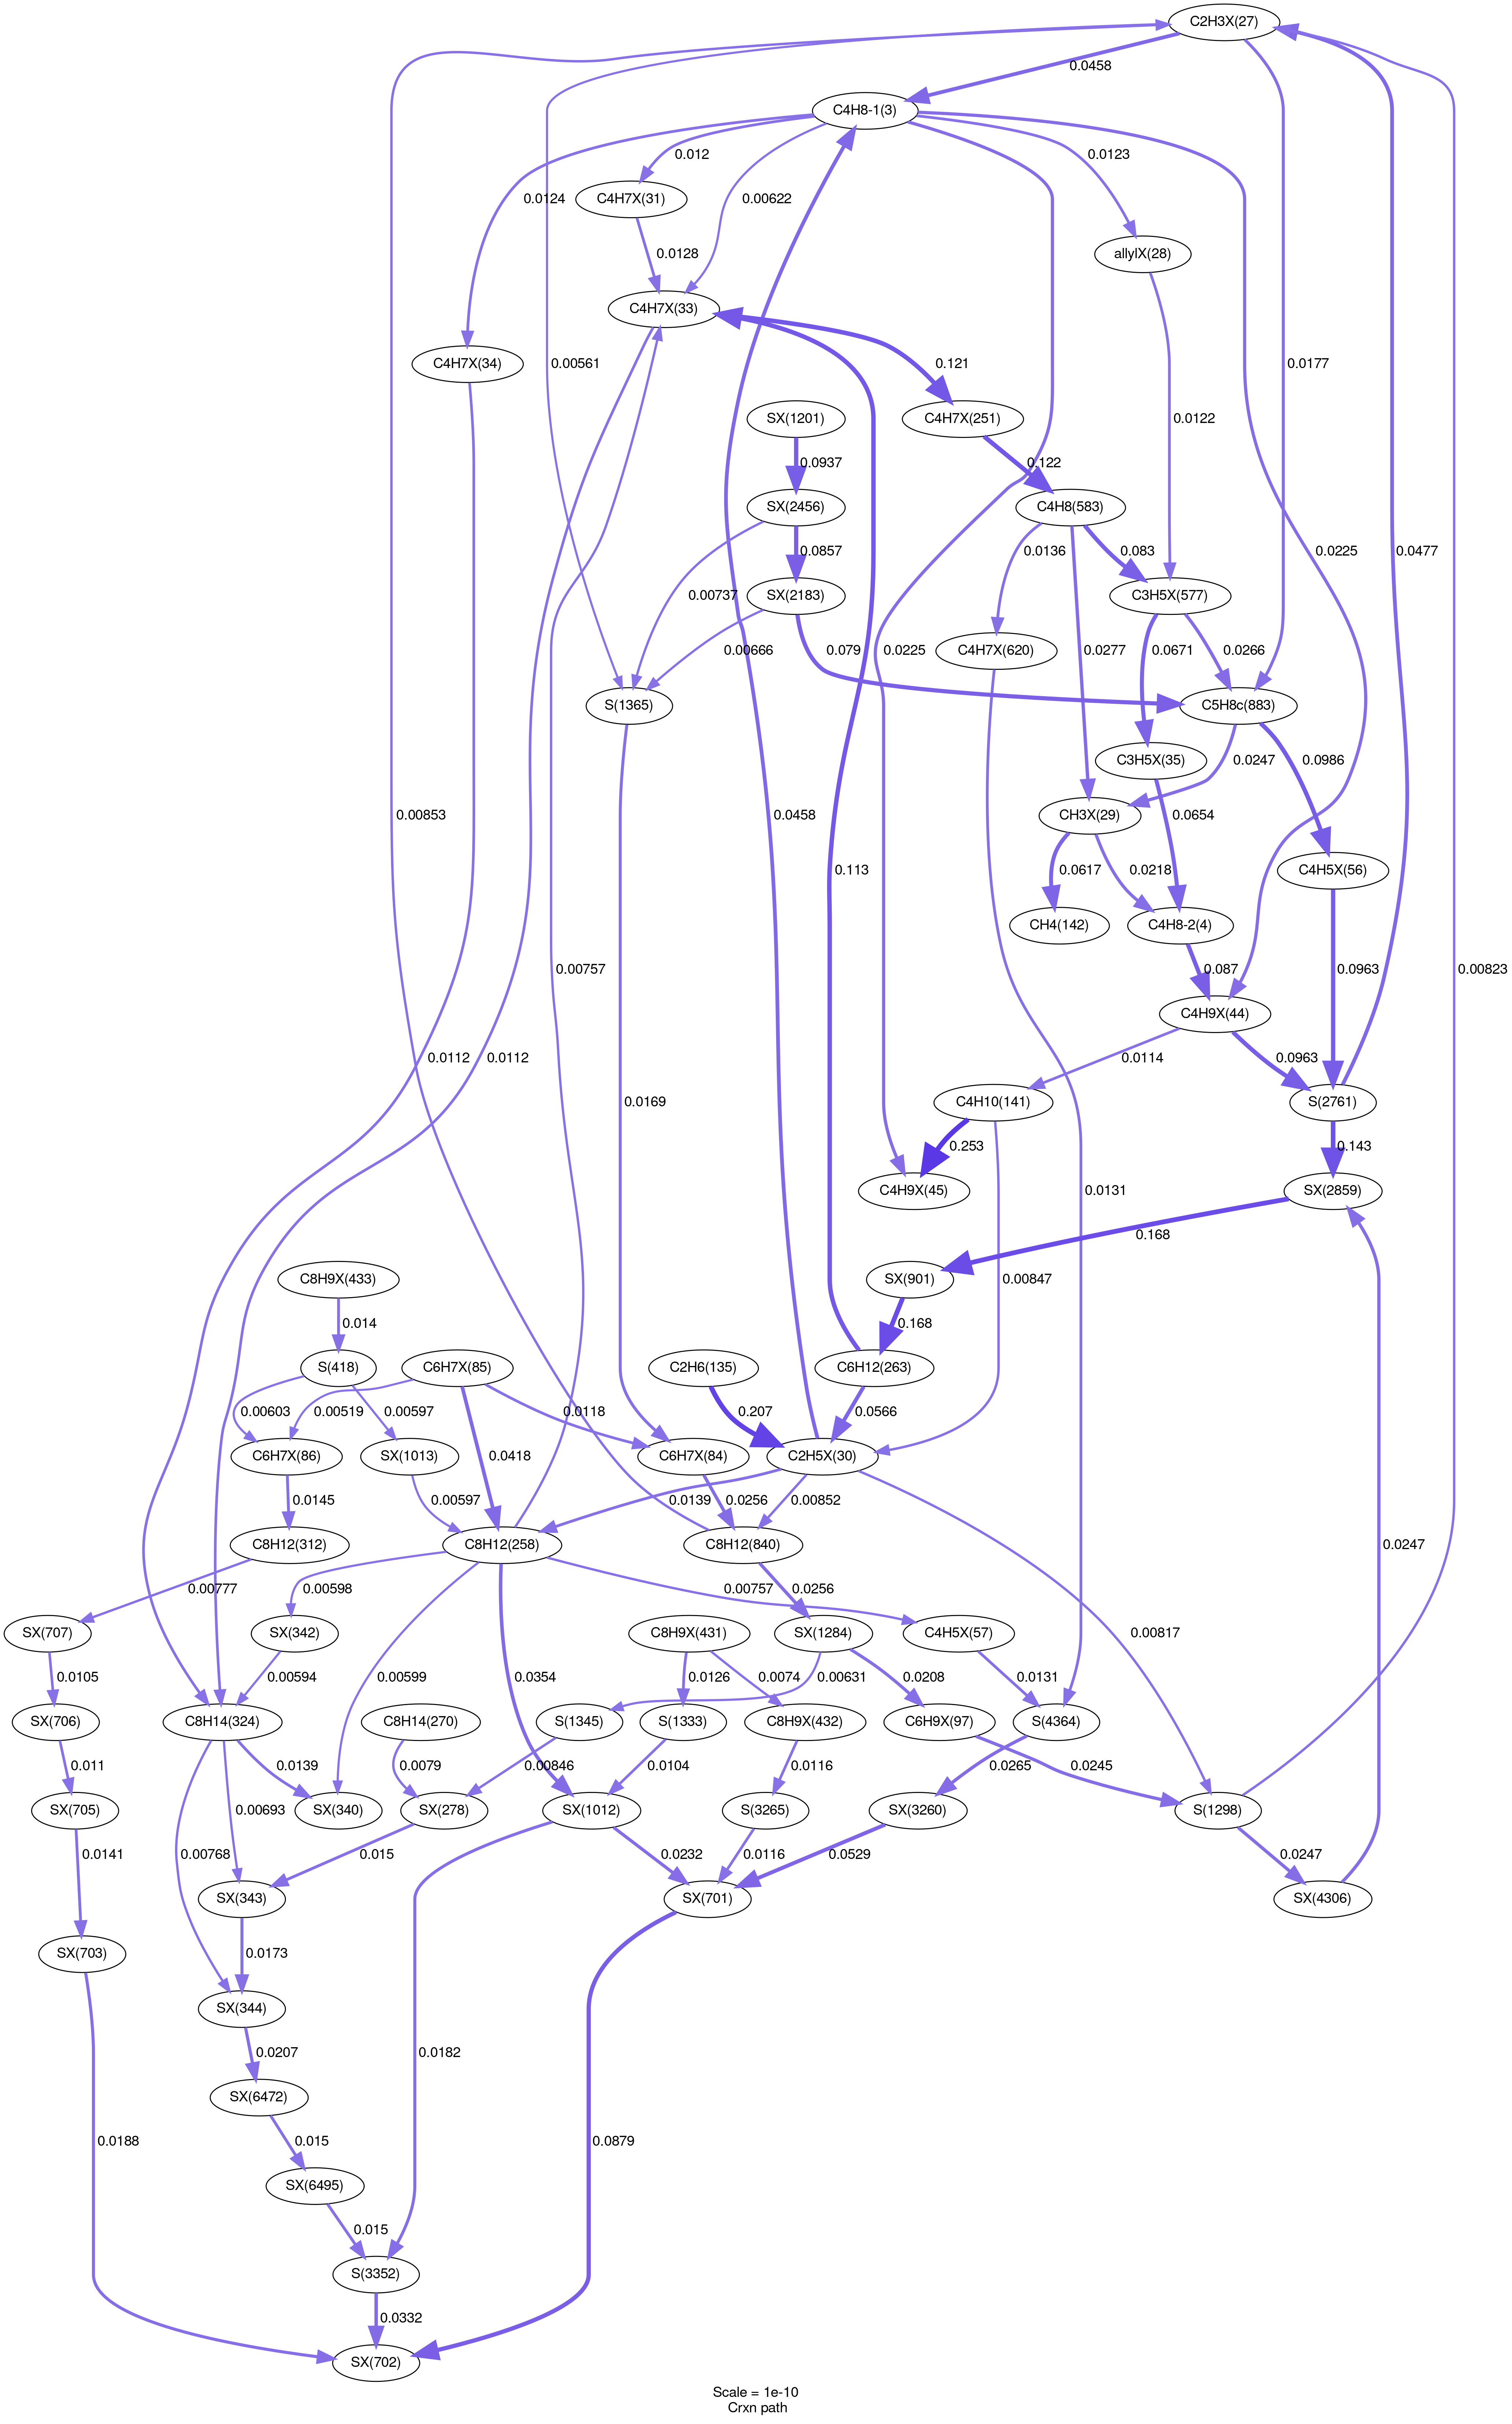 C2H3X(27)
0.0458
C4H8-1(3)
0.012
0.0123
0.0124
C4H7X(31)
0.00622
allylX(28)
0.0128
C4H7X(33)
0.00561
0.0177
C4H7X(34)
0.121
SX(1201)
C4H7X(251)
0.0122
0.0937
0.122
0.0225
SX(2456)
C4H8(583)
0.0857
0.0136
0.083
0.0477
0.00737
SX(2183)
C3H5X(577)
0.00666
0.079
0.0225
C4H7X(620)
0.0277
0.0671
0.0266
S(1365)
C5H8c(883)
C3H5X(35)
0.0247
0.0986
0.00853
0.0458
CH3X(29)
0.0654
0.113
0.0617
0.0218
C4H5X(56)
CH4(142)
C4H8-2(4)
0.00757
0.087
0.0963
0.00823
C4H9X(44)
0.0112
0.0112
0.0114
0.0963
0.0169
C4H10(141)
S(2761)
0.253
0.143
C4H9X(45)
0.0131
SX(2859)
0.168
C8H9X(433)
SX(901)
0.00847
0.014
0.168
S(418)
C6H7X(85)
C2H6(135)
C6H12(263)
0.00603
0.00519
0.00597
0.0118
0.207
0.0566
C6H7X(86)
SX(1013)
0.0418
C6H7X(84)
C2H5X(30)
0.0145
0.00597
0.0139
0.0256
0.00852
0.0247
C8H12(312)
C8H12(258)
C8H12(840)
0.00777
0.00598
0.00757
0.0256
0.00817
SX(707)
SX(342)
C8H9X(431)
SX(1284)
C4H5X(57)
0.0105
0.00594
0.00599
0.0354
0.0126
0.0074
0.00631
0.0208
0.0131
SX(706)
C8H14(324)
C8H14(270)
S(1345)
S(1333)
C8H9X(432)
C6H9X(97)
S(4364)
0.011
0.0139
0.0079
0.00846
0.0104
0.0116
0.0265
0.0245
SX(705)
0.00693
SX(340)
SX(278)
SX(1012)
S(3265)
SX(3260)
S(1298)
0.0141
0.00768
0.015
0.0232
0.0116
0.0529
0.0247
SX(343)
SX(701)
SX(4306)
SX(703)
0.0173
SX(344)
0.0207
0.0182
SX(6472)
0.0188
0.015
0.0879
SX(6495)
0.015
S(3352)
0.0332
SX(702)
Scale = 1e-10
Crxn path